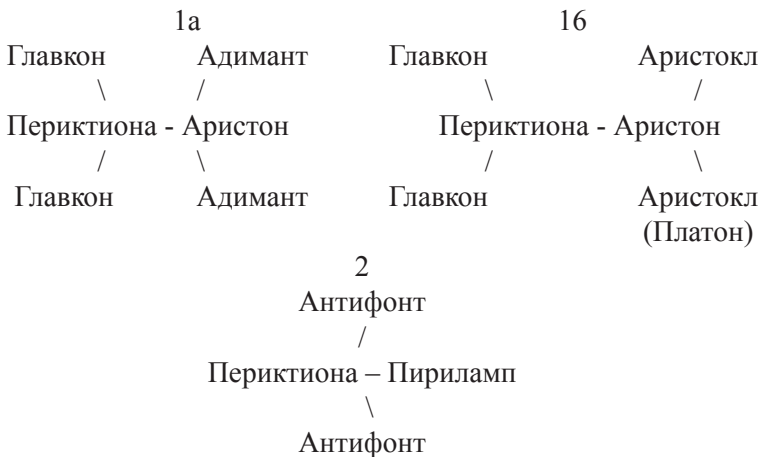 1а 1б
Главкон Адимант Главкон Аристокл
\ / \ /
Периктиона - Аристон Периктиона - Аристон
/ \ / \
Главкон Адимант Главкон Аристокл
(Платон)
2
Антифонт
/
Периктиона – Пириламп
\
Антифонт